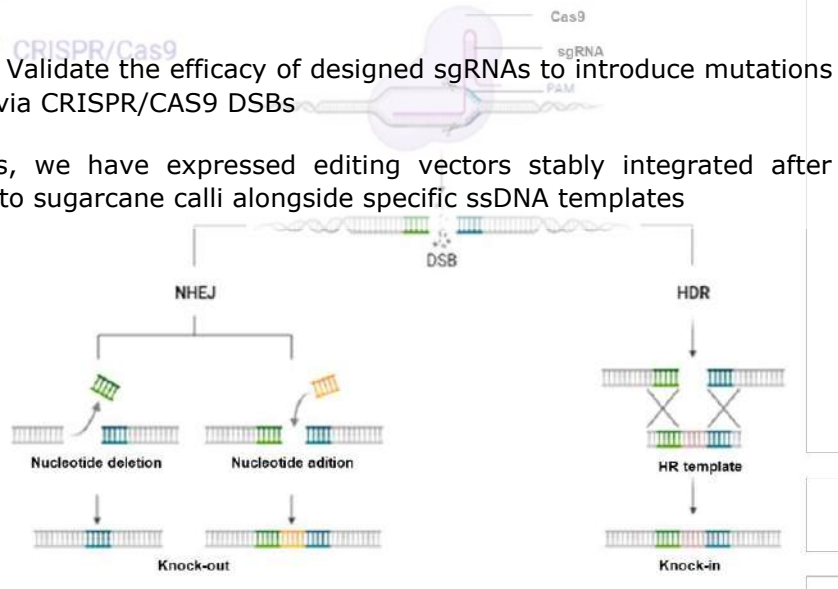 Cas9
CRISPR/Cas9
sgRNA
Validate the efficacy of designed sgRNAs to introduce mutations
PAM
via CRISPR/CAS9 DSBs
s, we have expressed editing vectors stably integrated after
to sugarcane calli alongside specific ssDNA templates
DSB
NHEJ
HDR
Nucleotide deletion
Nucleotide adition
HR template
Knock-out
Knock-in